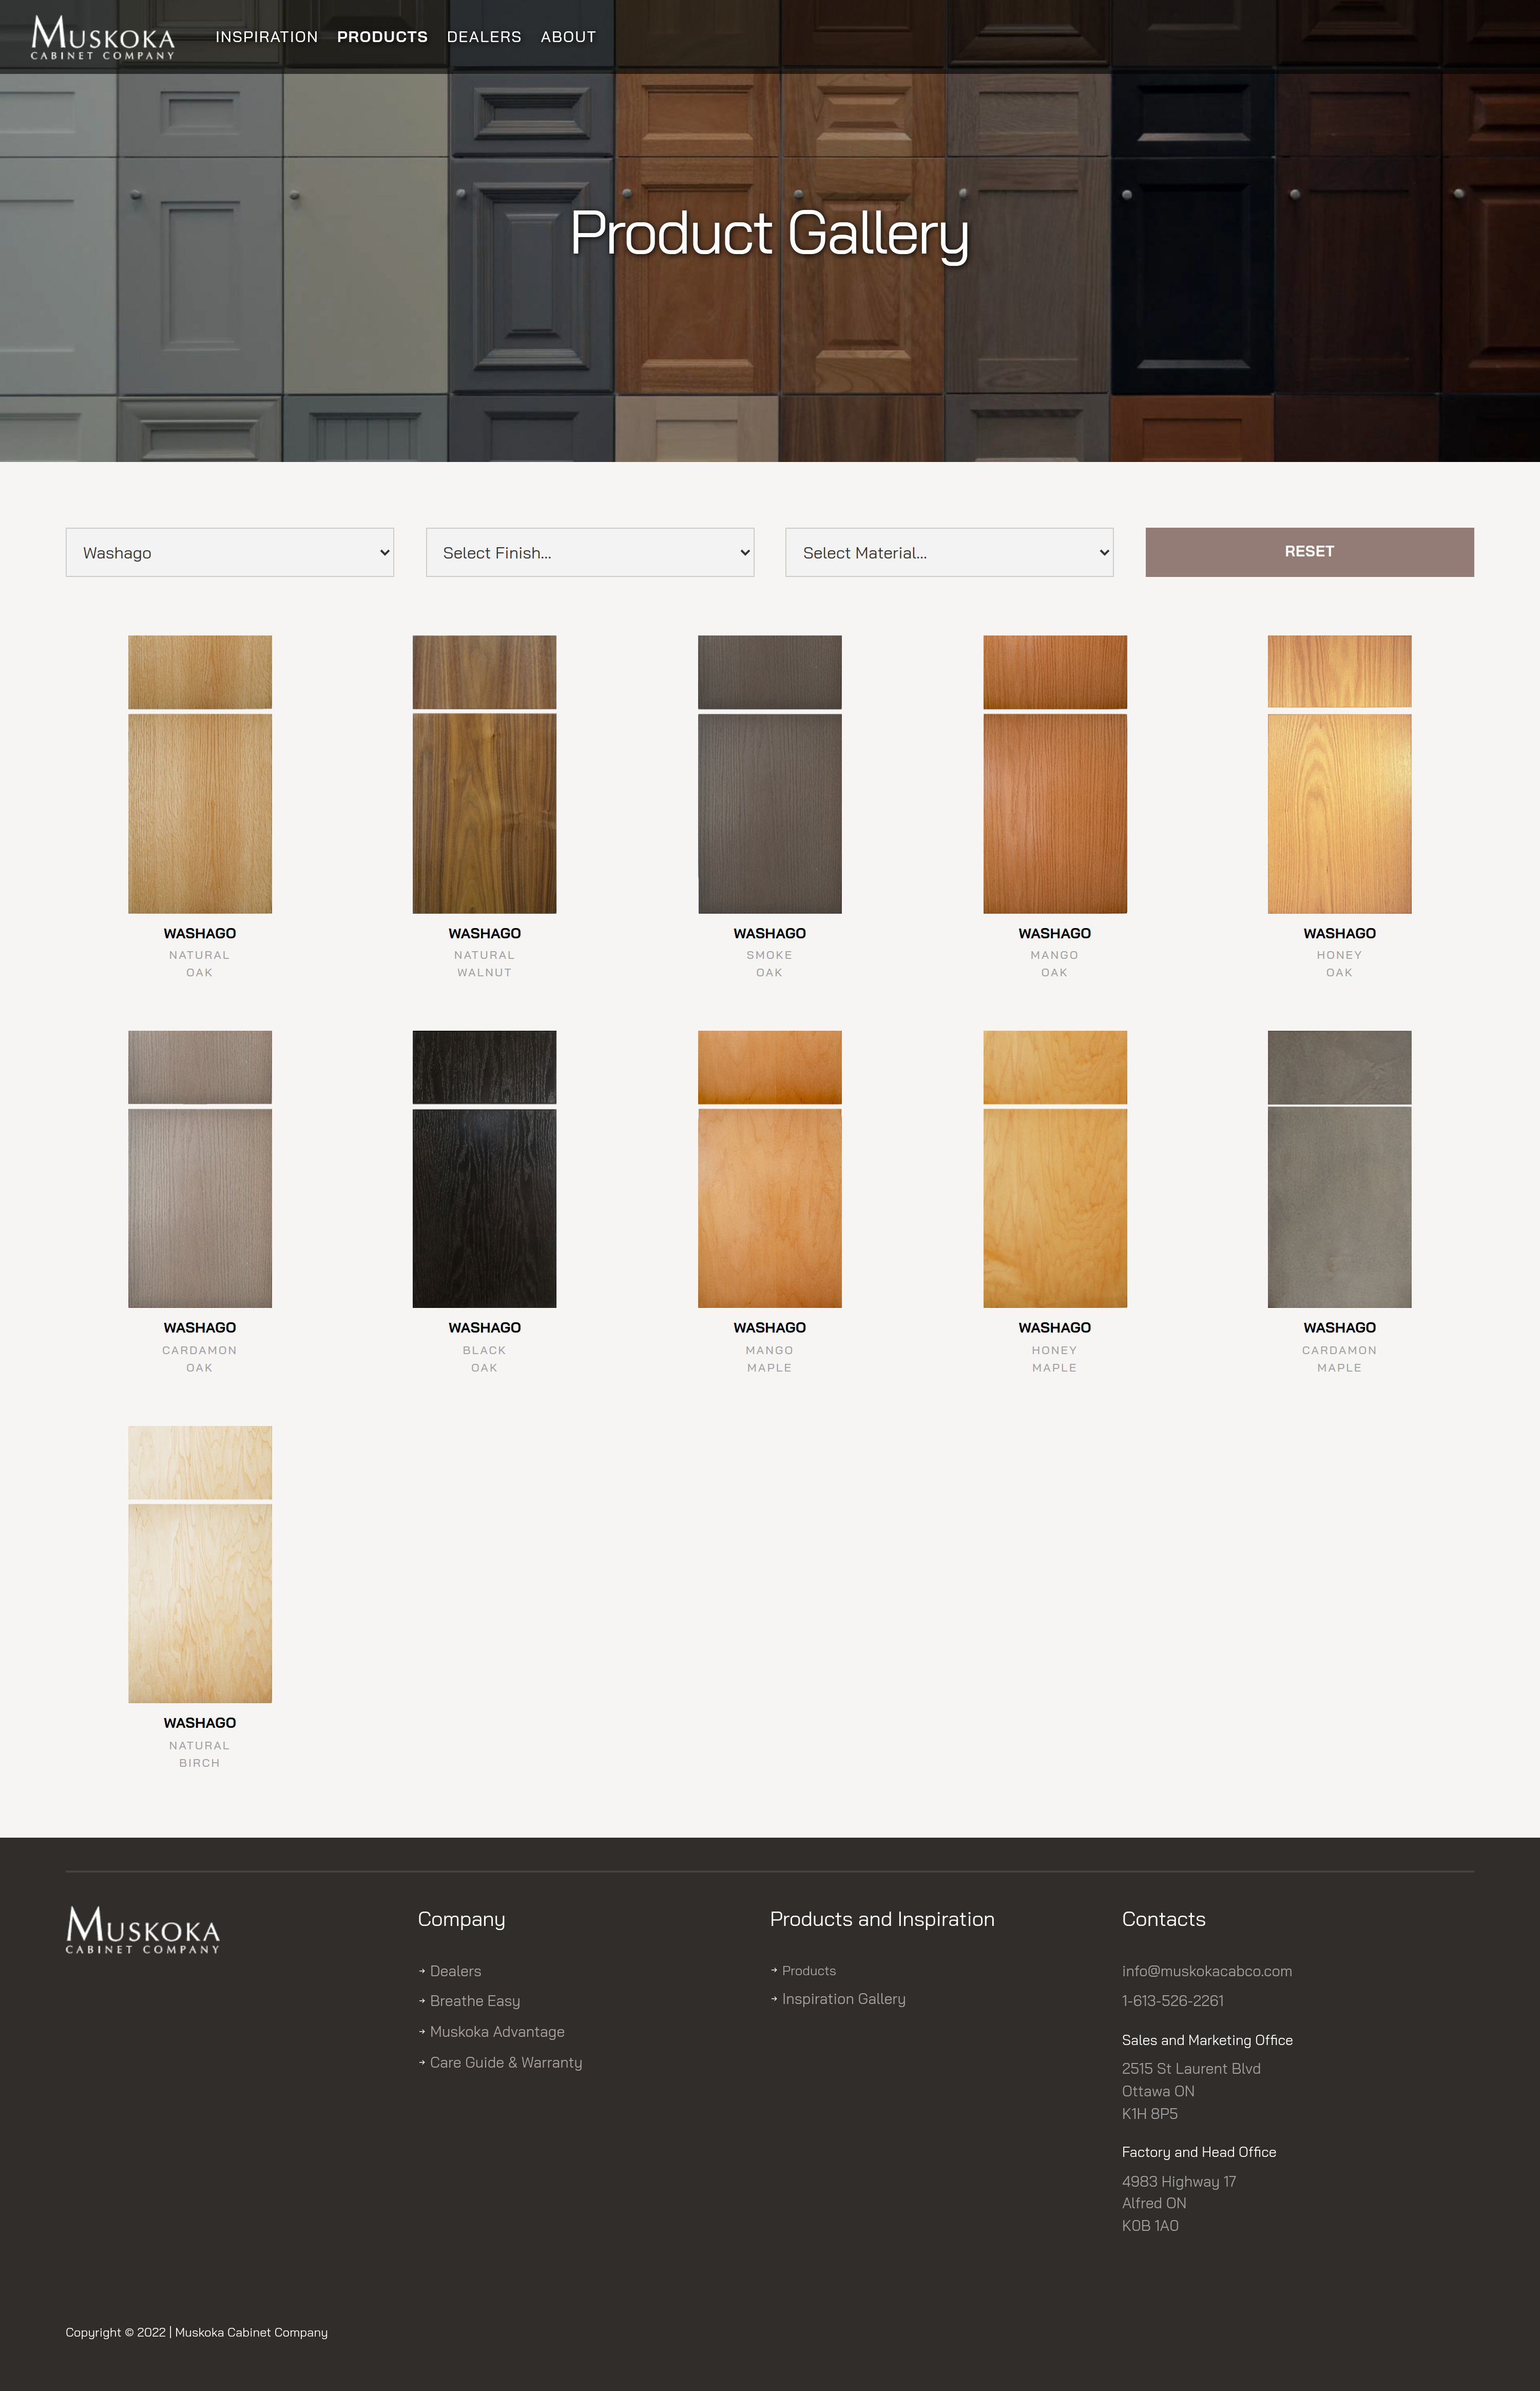 MUSKOKA
CABINET COMPANY
INSPIRATION PRODUCTS DEALERS ABOUT
Product Gallery
Washago
Select Finish...
Select Material...
RESET
WASHAGO
NATURAL
OAK
WASHAGO
NATURAL
WALNUT
WASHAGO
SMOKE
OAK
WASHAGO
MANGO
OAK
WASHAGO
HONEY
OAK
WASHAGO
CARDAMON
OAK
WASHAGO
BLACK
OAK
WASHAGO
MANGO
MAPLE
WASHAGO
HONEY
MAPLE
WASHAGO
CARDAMON
MAPLE
WASHAGO
NATURAL
BIRCH
MUSKOKA
CABINET COMPANY
Company
Dealers
Breathe Easy
Muskoka Advantage
Care Guide & Warranty
Products and Inspiration
Products
Inspiration Gallery
Contacts
info@muskokacabco.com
1-613-526-2261
Sales and Marketing Office
2515 St Laurent Blvd
Ottawa ON
K1H 8P5
Factory and Head Office
4983 Highway 17
Alfred ON
K0B 1A0
Copyright © 2022 | Muskoka Cabinet Company